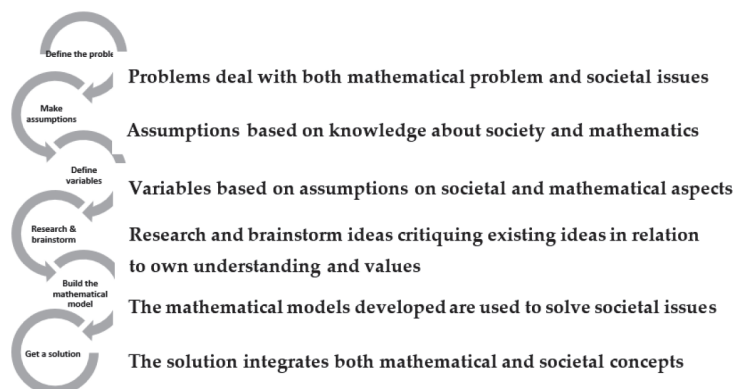 Define the proble
Problems deal with both mathematical problem and societal issues
Make
assumptions
Assumptions based on knowledge about society and mathematics
Define
variables
Variables based on assumptions on societal and mathematical aspects
Research &
brainstorm
Research and brainstorm ideas critiquing existing ideas in relation
to own understanding and values
Build the
mathematical
model
The mathematical models developed are used to solve societal issues
Get a solution
The solution integrates both mathematical and societal concepts